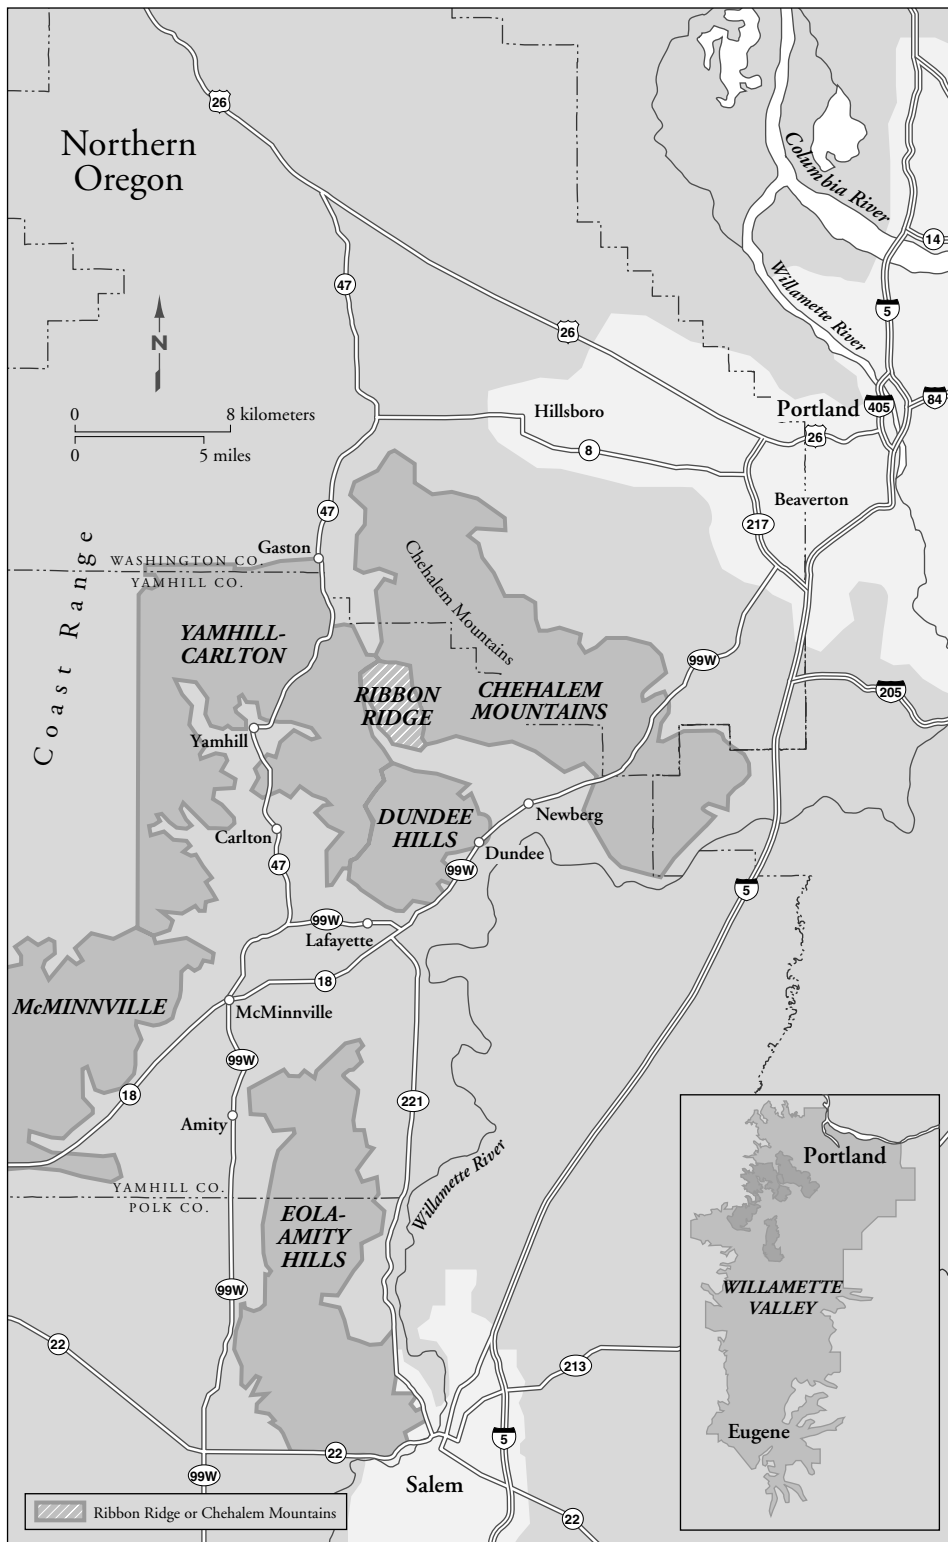 26
Northern
Oregon
Columbia River
14
47
N
Willamette River
26
5
0
8 kilometers
0
5 miles
Hillsboro
Portland
405
84
26
8
Beaverton
47
217
Gaston
WASHINGTON CO.
YAMHILL CO.
Coast Range
Chehalem Mountains
YAMHILL-
CARLTON
99W
RIBBON
RIDGE
CHEHALEM
MOUNTAINS
205
Yamhill
DUNDEE
HILLS
Newberg
Carlton
Dundee
47
99W
5
99W
Lafayette
18
McMINNVILLE
McMinnville
99W
18
221
Amity
Willamette River
YAMHILL CO.
POLK CO.
EOLA-
AMITY
HILLS
99W
22
213
22
5
99W
Salem
22
Portland
WILLAMETTE
VALLEY
Eugene
Ribbon Ridge or Chehalem Mountains